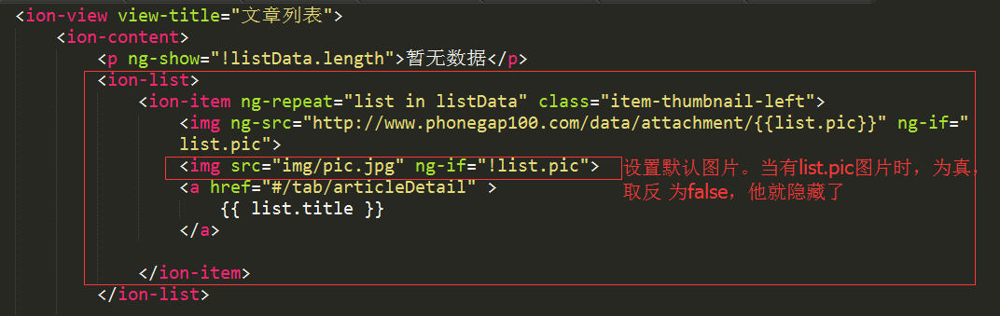 <ion-view view-title="文章列表">
<ion-content>
<p ng-show="!listData.length">暂无数据</p>
<ion-list>
<ion-item ng-repeat="list in listData" class="item-thumbnail-left">
<img ng-src="http://www.phonegap100.com/data/attachment/{{list.pic}}" ng-if="
list.pic">
<img src="img/pic.jpg" ng-if="!list.pic">
设置默认图片。当有list.pic图片时，为真，
取反 为false，他就隐藏了
<a href="#/tab/articleDetail" >
{{ list.title }}
</a>
</ion-item>
</ion-list>